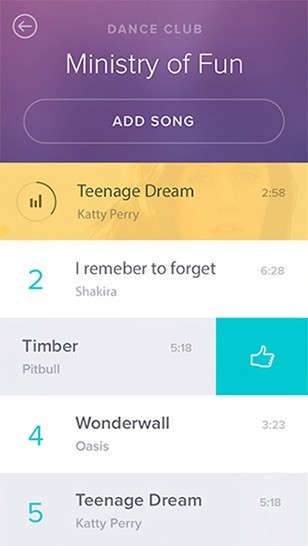 DANCE CLUB
Ministry of Fun
ADD SONG
Teenage Dream 2:58
Katty Perry
2 I remeber to forget 6:28
Shakira
Timber 5:18
Pitbull
4 Wonderwall 3:23
Oasis
5 Teenage Dream 5:18
Katty Perry